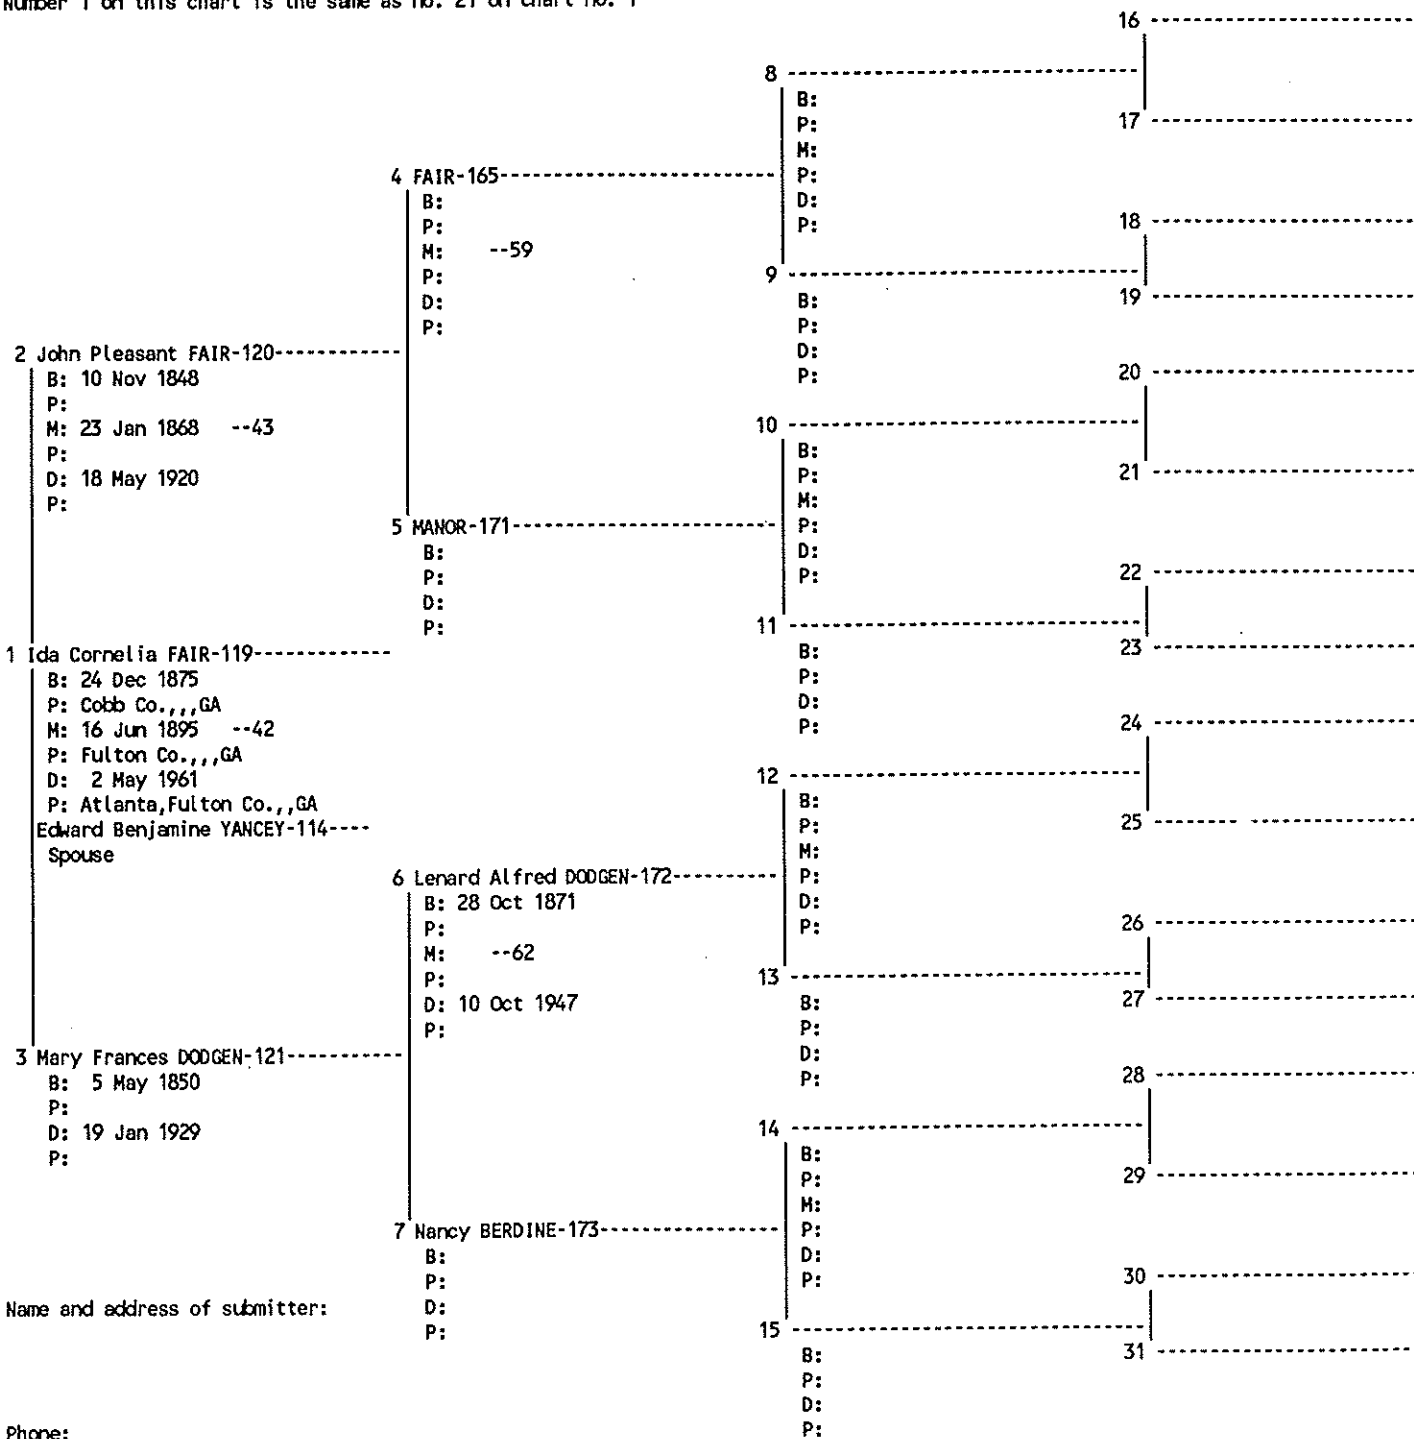 Number 1 on this chart is the same as no. 21 on chart no. 1
16
8
B:
P:
17
M:
4 FAIR-165
P:
B:
D:
P:
P:
18
M: --59
P:
9
D:
B:
19
P:
P:
2 John Pleasant FAIR-120
D:
B: 10 Nov 1848
P:
20
P:
M: 23 Jan 1868 --43
10
P:
B:
D: 18 May 1920
P:
21
P:
M:
5 MANOR-171
P:
B:
D:
P:
P:
22
D:
P:
11
1 Ida Cornelia FAIR-119
B:
23
B: 24 Dec 1875
P:
P: Cobb Co.,,,GA
D:
M: 16 Jun 1895 --42
P:
24
P: Fulton Co.,,,GA
D: 2 May 1961
12
P: Atlanta,Fulton Co.,,GA
B:
Edward Benjamine YANCEY-114
P:
25
Spouse
M:
6 Lenard Alfred DODGEN-172
P:
B: 28 Oct 1871
D:
P:
P:
26
M: --62
P:
13
D: 10 Oct 1947
B:
27
P:
P:
3 Mary Frances DODGEN-121
D:
B: 5 May 1850
P:
28
P:
D: 19 Jan 1929
14
P:
B:
P:
29
M:
7 Nancy BERDINE-173
P:
B:
D:
P:
P:
30
Name and address of submitter:
D:
P:
15
B:
31
P:
D:
Phone:
P: